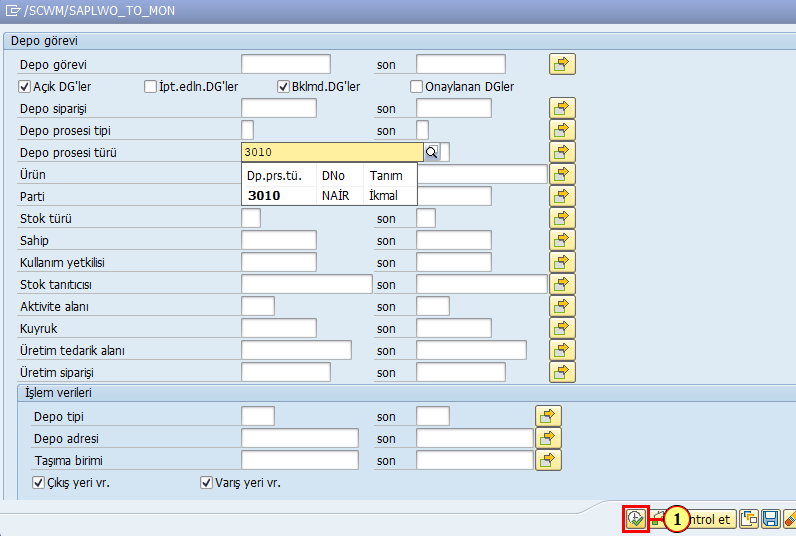 /SCWM/SAPLWO_TO_MON
Depo görevi
Depo görevi son
Açık DG'ler İpt.edln.DG'ler Bklmd.DG'ler Onaylanan DGler
Depo siparişi son
Depo prosesi tipi son
Depo prosesi türü 3010
Ürün Dp.prs.tü. DNo Tanım
Parti 3010 NAİR İkmal
Stok türü son
Sahip son
Kullanım yetkilisi son
Stok tanıtıcısı son
Aktivite alanı son
Kuyruk son
Üretim tedarik alanı son
Üretim siparişi son
İşlem verileri
Depo tipi son
Depo adresi son
Taşıma birimi son
Çıkış yeri vr. Varış yeri vr.
1 ntrol et